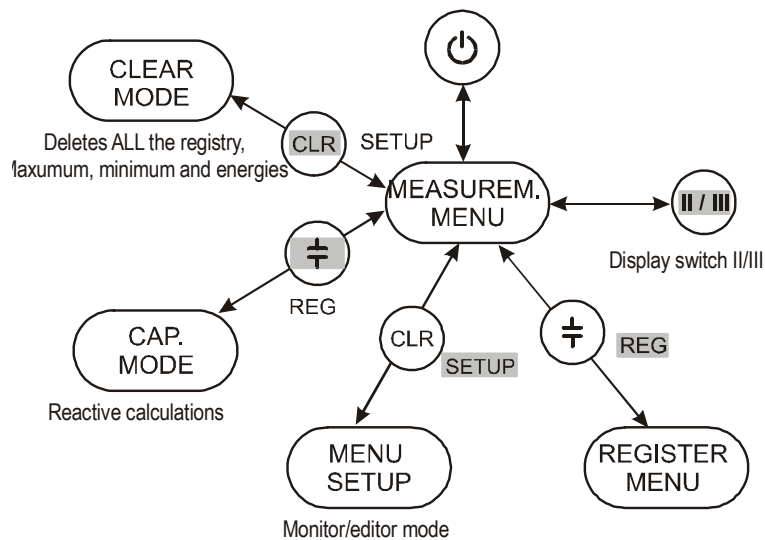 CLEAR
MODE
Deletes ALL the registry,
Maxumum, minimum and energies
CLR
SETUP
MEASUREM.
MENU
II / III
Display switch II/III
REG
CAP.
MODE
Reactive calculations
CLR
SETUP
REG
MENU
SETUP
Monitor/editor mode
REGISTER
MENU